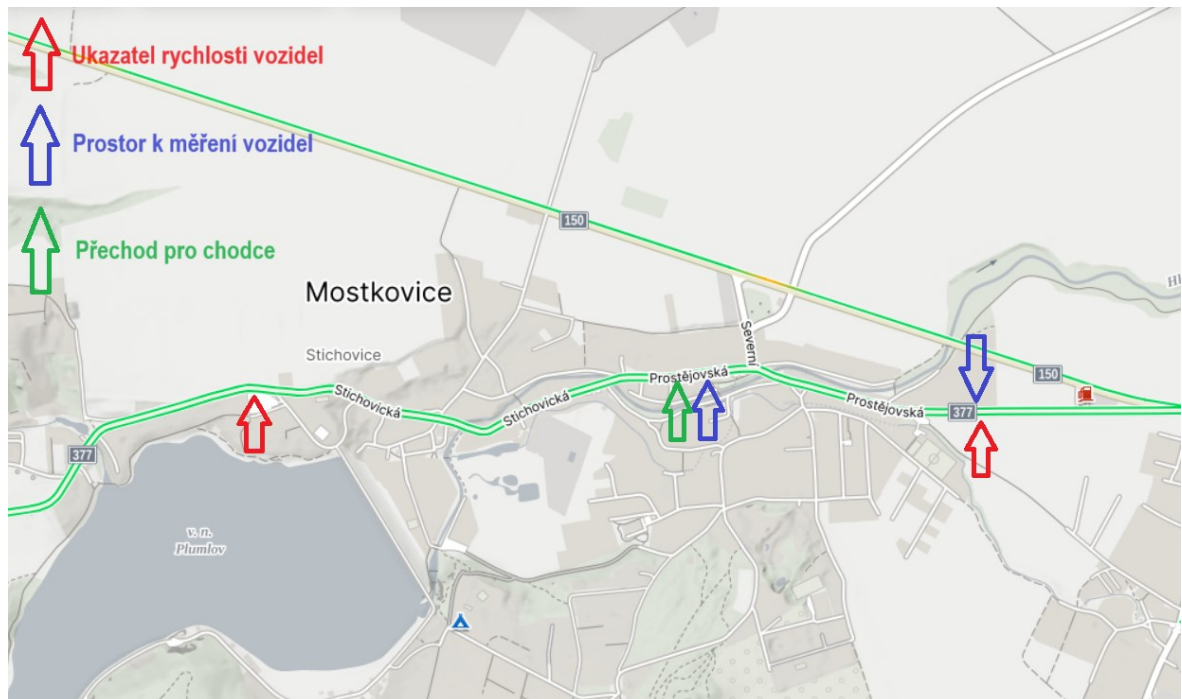 Ukazatel rychlosti vozidel
Prostor k měření vozidel
150
Přechod pro chodce
Mostkovice
Stichovice
Severní
Prostějovská
150
Stichovická
Stichovická
Prostějovská
377
377
v. n.
Plumlov